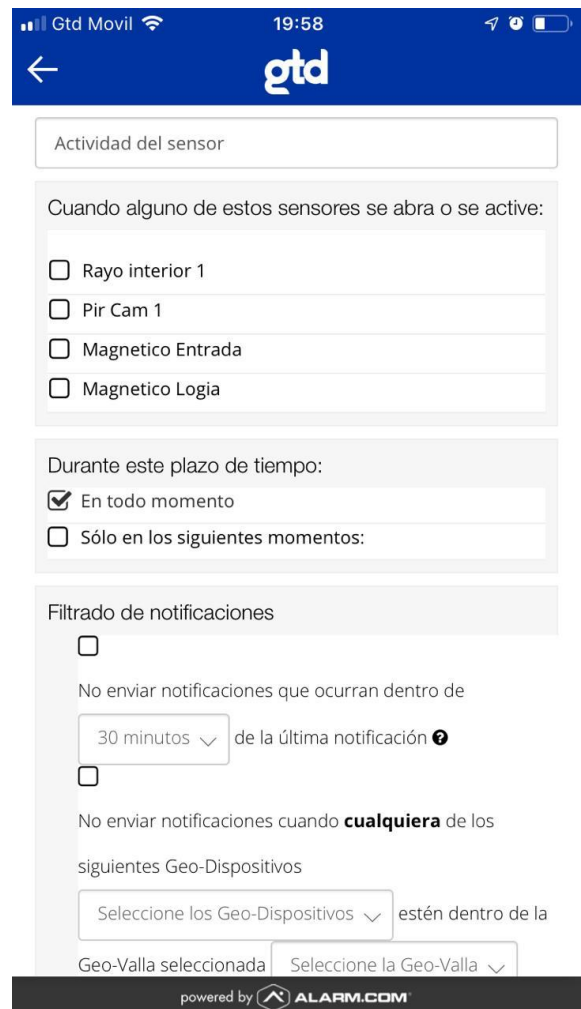 Gtd Movil 19:58
gtd
Actividad del sensor
Cuando alguno de estos sensores se abra o se active:
Rayo interior 1
Pir Cam 1
Magnetico Entrada
Magnetico Logia
Durante este plazo de tiempo:
En todo momento
Sólo en los siguientes momentos:
Filtrado de notificaciones
No enviar notificaciones que ocurran dentro de
30 minutos de la última notificación ?
No enviar notificaciones cuando cualquiera de los
siguientes Geo-Dispositivos
Seleccione los Geo-Dispositivos estén dentro de la
Geo-Valla seleccionada Seleccione la Geo-Valla
powered by ALARM.COM